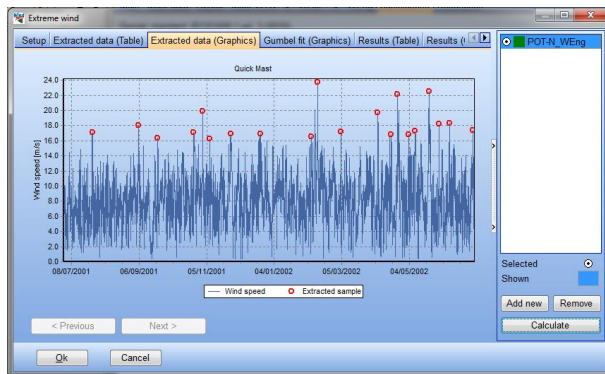 Extreme wind
Setup Extracted data (Table) Extracted data (Graphics) Gumbel fit (Graphics) Results (Table) Results (
POT-N_WEng
Quick Mast
Wind speed [m/s]
24.0
22.0
20.0
18.0
16.0
14.0
12.0
10.0
8.0
6.0
4.0
2.0
0.0
08/07/2001 06/09/2001 05/11/2001 04/01/2002 05/03/2002 04/05/2002
Wind speed Extracted sample
< Previous Next >
Selected
Shown
Add new Remove
Calculate
Ok Cancel